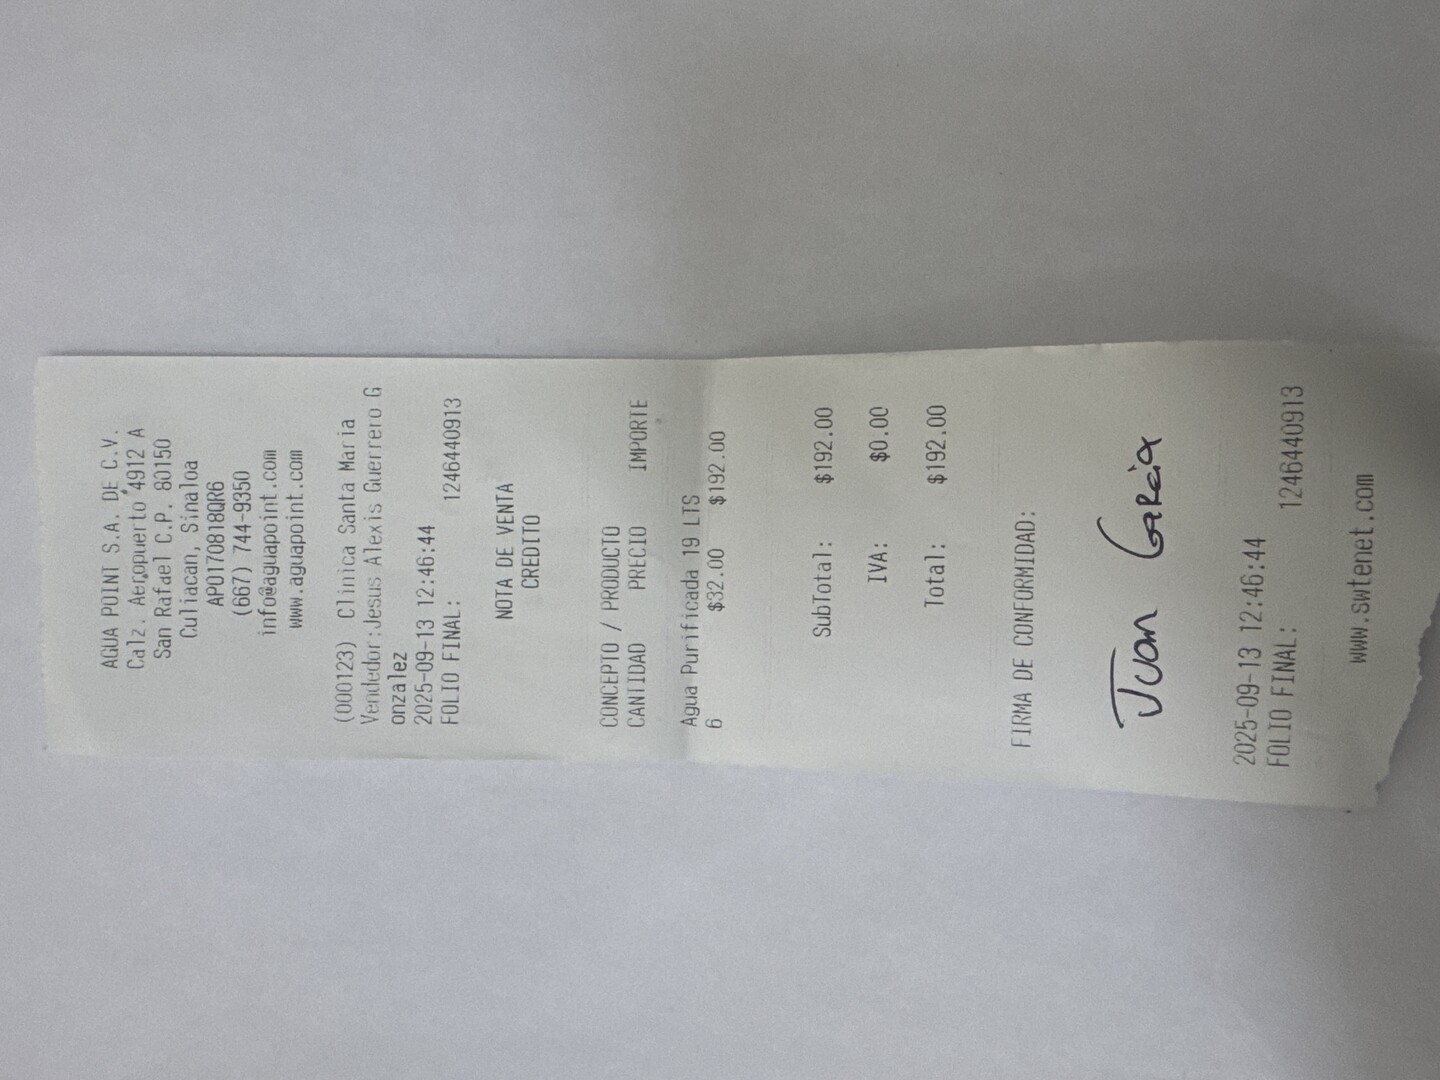 AGUA POINT S.A. DE C.V.
Calz. Aeropuerto 4912 A
San Rafael C.P. 80150
Culiacan, Sinaloa
APO170818QR6
(667) 744-9350
info@aguapoint.com
www.aguapoint.com
(000123) Clinica Santa Maria
Vendedor:Jesus Alexis Guerrero G
onzalez
2025-09-13 12:46:44
FOLIO FINAL: 1246440913
NOTA DE VENTA
CREDITO
CONCEPTO / PRODUCTO
CANTIDAD PRECIO IMPORTE
Agua Purificada 19 LTS
6 $32.00 $192.00
SubTotal: $192.00
IVA: $0.00
Total: $192.00
FIRMA DE CONFORMIDAD:
Juan García
2025-09-13 12:46:44
FOLIO FINAL: 1246440913
www.swtenet.com